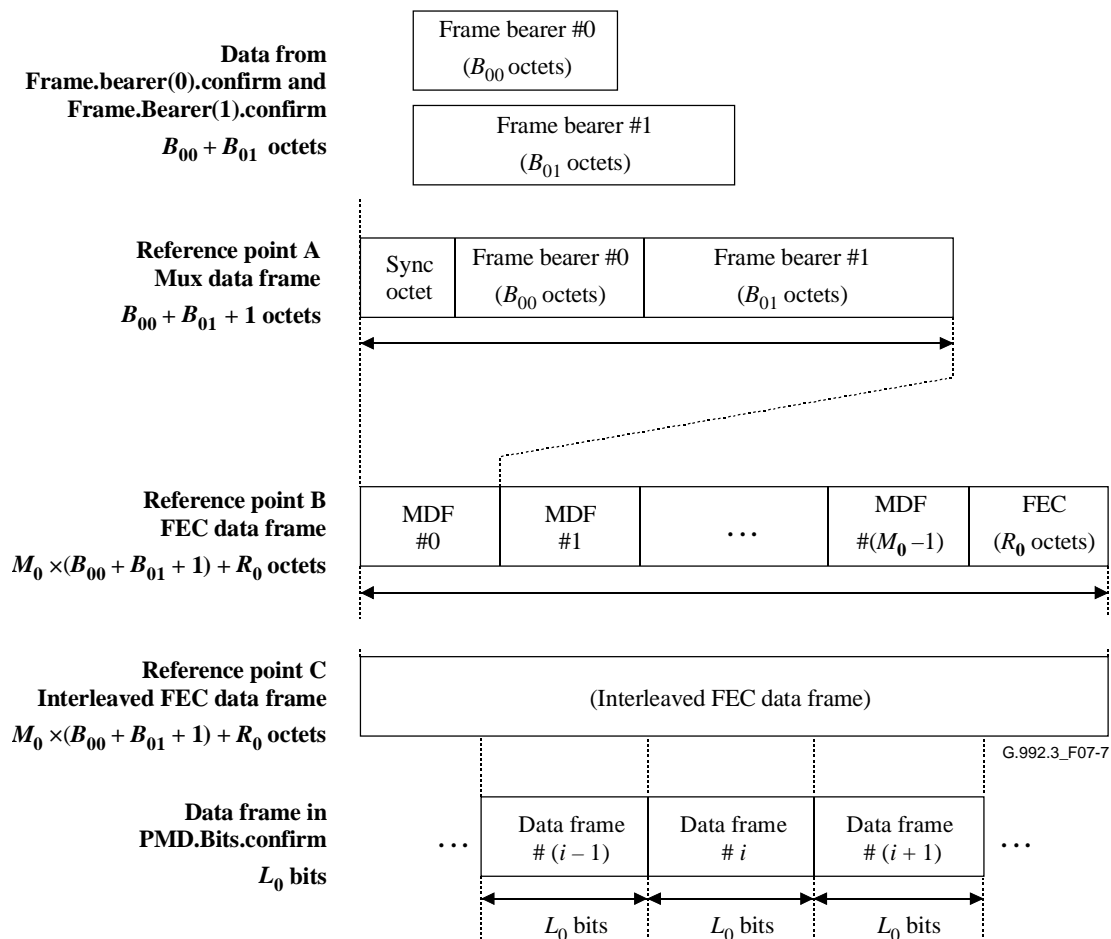 Data from
Frame.bearer(0).confirm and
Frame.Bearer(1).confirm
B00 + B01 octets
Frame bearer #0
(B00 octets)
Frame bearer #1
(B01 octets)
Reference point A
Mux data frame
B00 + B01 + 1 octets
Sync
octet
Frame bearer #0
(B00 octets)
Frame bearer #1
(B01 octets)
Reference point B
FEC data frame
M0 ×(B00 + B01 + 1) + R0 octets
MDF
#0
MDF
#1
...
MDF
#(M0 –1)
FEC
(R0 octets)
Reference point C
Interleaved FEC data frame
M0 ×(B00 + B01 + 1) + R0 octets
(Interleaved FEC data frame)
G.992.3_F07-7
Data frame in
PMD.Bits.confirm
L0 bits
...
Data frame
# (i – 1)
Data frame
# i
Data frame
# (i + 1)
...
L0 bits
L0 bits
L0 bits